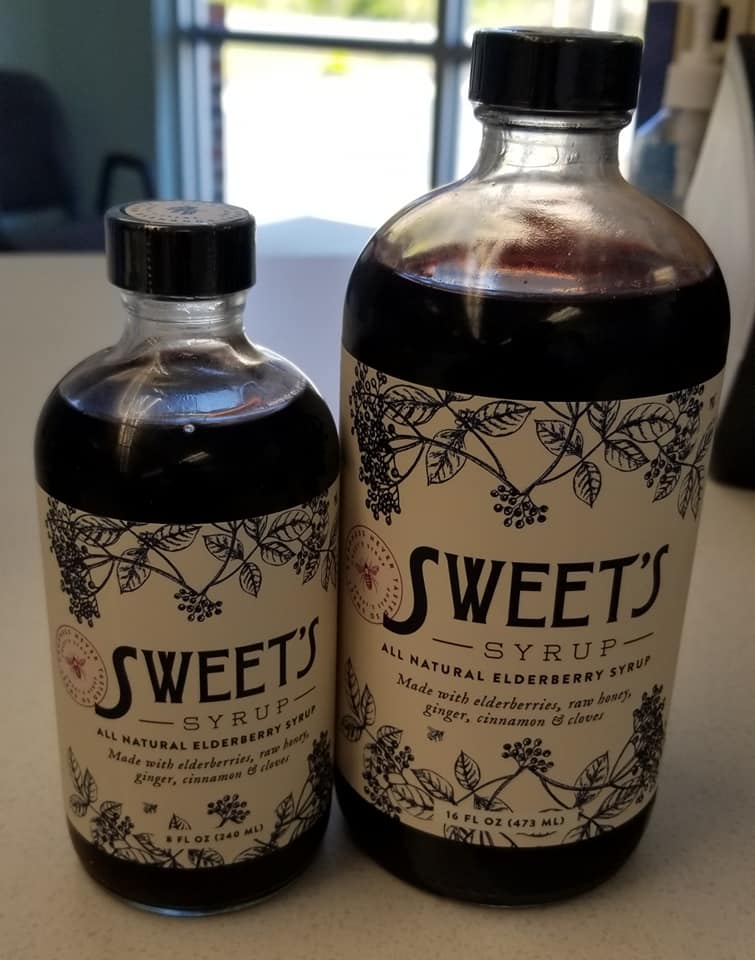 SWEET'S
SYRUP
ALL NATURAL ELDERBERRY SYRUP
Made with elderberries, raw honey,
ginger, cinnamon & cloves
8 FL OZ (240 ML)
SWEET'S
SYRUP
ALL NATURAL ELDERBERRY SYRUP
Made with elderberries, raw honey,
ginger, cinnamon & cloves
16 FL OZ (473 ML)